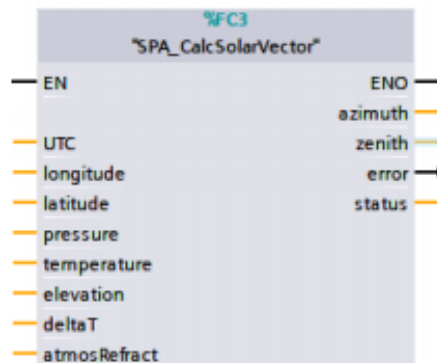 %FC3
"SPA_CalcSolarVector"
EN ENO
azimuth
UTC zenith
longitude error
latitude status
pressure
temperature
elevation
deltaT
atmosRefract